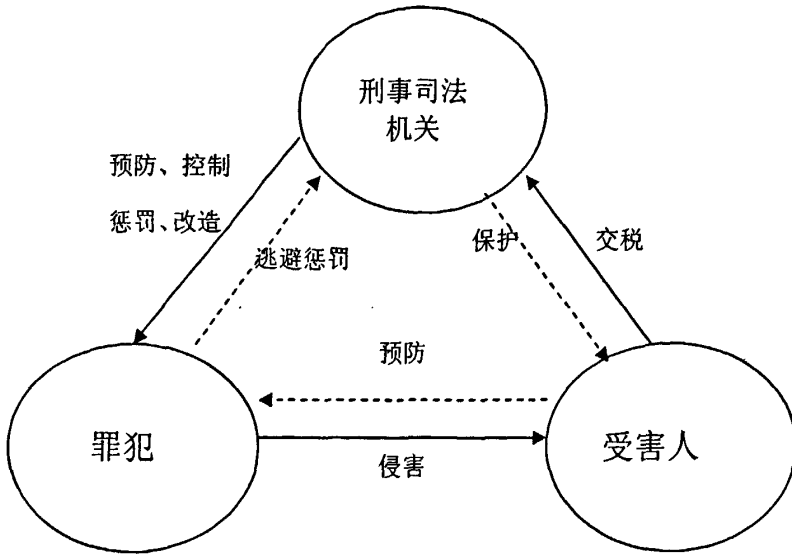 刑事司法
机关
预防、控制
惩罚、改造
逃避惩罚
保护
交税
预防
罪犯
侵害
受害人